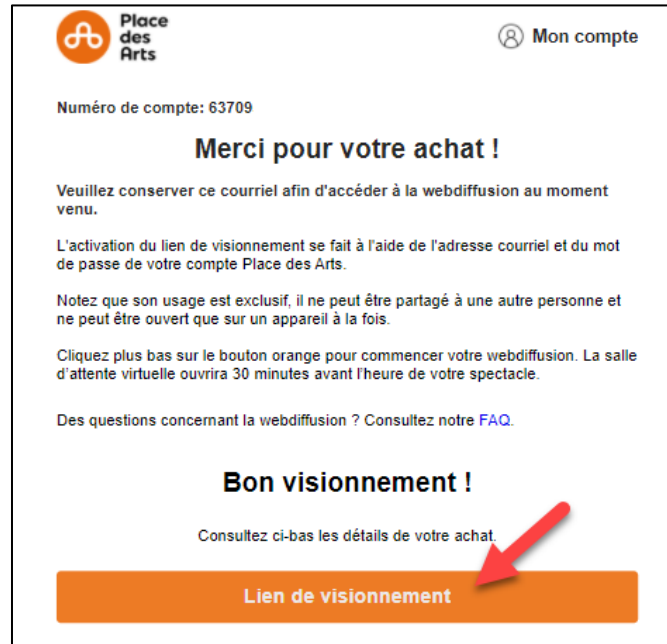 Place
des
Arts
Mon compte
Numéro de compte: 63709
Merci pour votre achat !
Veuillez conserver ce courriel afin d'accéder à la webdiffusion au moment
venu.
L'activation du lien de visionnement se fait à l'aide de l'adresse courriel et du mot
de passe de votre compte Place des Arts.
Notez que son usage est exclusif, il ne peut être partagé à une autre personne et
ne peut être ouvert que sur un appareil à la fois.
Cliquez plus bas sur le bouton orange pour commencer votre webdiffusion. La salle
d'attente virtuelle ouvrira 30 minutes avant l'heure de votre spectacle.
Des questions concernant la webdiffusion ? Consultez notre FAQ.
Bon visionnement !
Consultez ci-bas les détails de votre achat.
Lien de visionnement